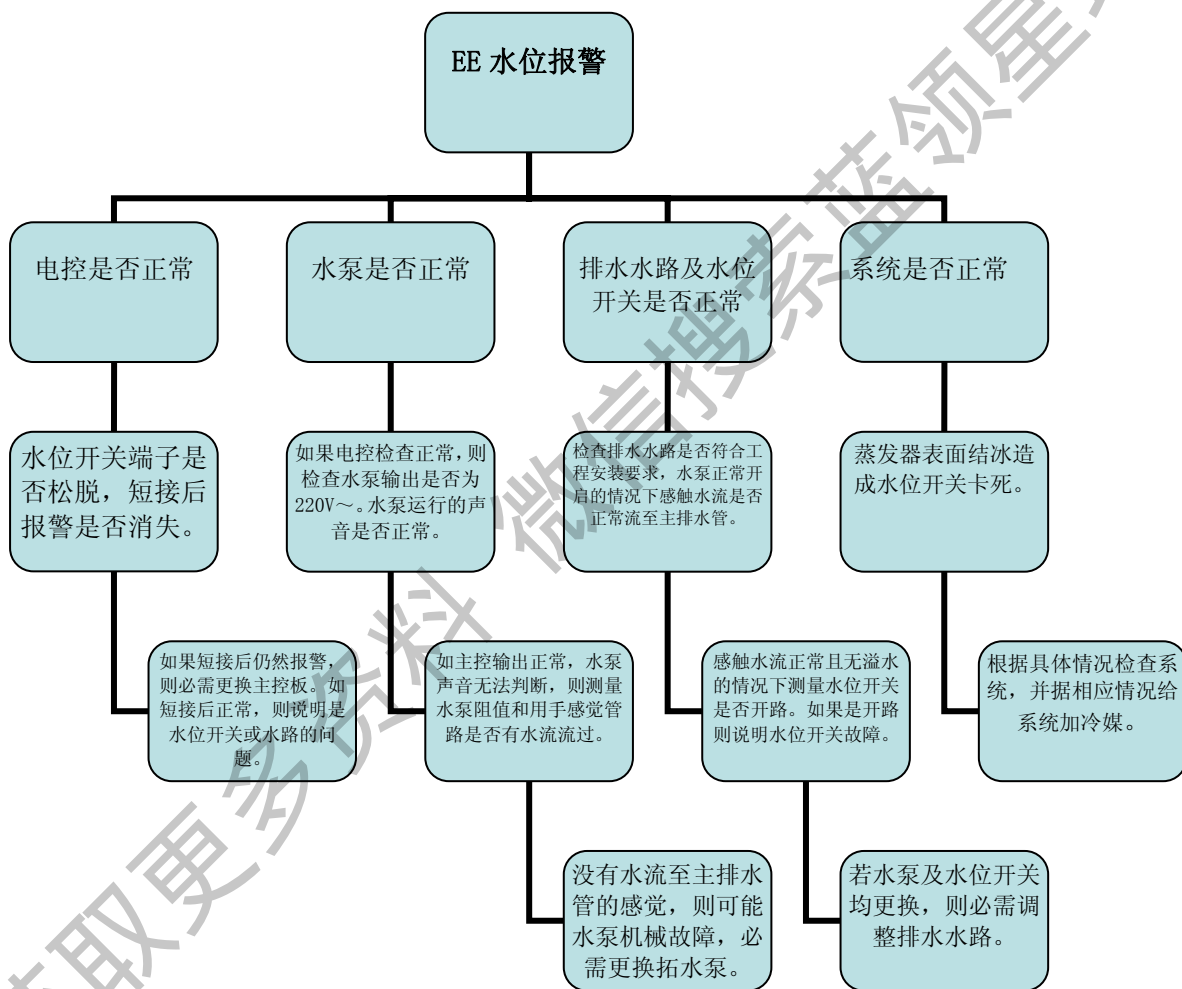 EE 水位报警
电控是否正常
水泵是否正常
排水水路及水位
开关是否正常
系统是否正常
水位开关端子是
否松脱，短接后
报警是否消失。
如果电控检查正常，则
检查水泵输出是否为
220V～。水泵运行的声
音是否正常。
检查排水水路是否符合工
程安装要求，水泵正常开
启的情况下感触水流是否
正常流至主排水管。
蒸发器表面结冰造
成水位开关卡死。
如果短接后仍然报警，
则必需更换主控板。如
短接后正常，则说明是
水位开关或水路的问
题。
如主控输出正常，水泵
声音无法判断，则测量
水泵阻值和用手感觉管
路是否有水流流过。
感触水流正常且无溢水
的情况下测量水位开关
是否开路。如果是开路
则说明水位开关故障。
根据具体情况检查系
统，并据相应情况给
系统加冷媒。
没有水流至主排水
管的感觉，则可能
水泵机械故障，必
需更换拓水泵。
若水泵及水位开关
均更换，则必需调
整排水水路。
取更多资料 微信搜索蓝领星